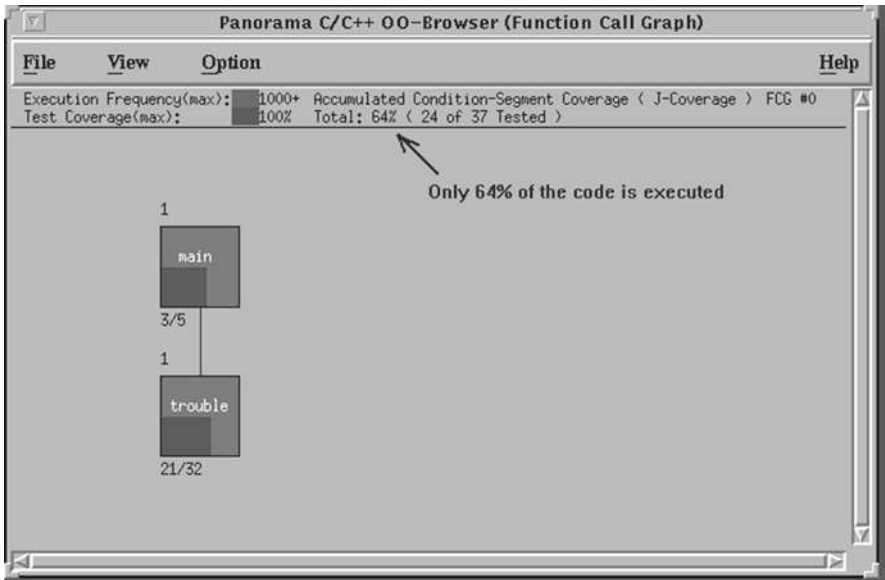 Panorama C/C++ OO-Browser (Function Call Graph)
File View Option Help
Execution Frequency(max): 1000+ Accumulated Condition-Segment Coverage ( J-Coverage ) FCG #0
Test Coverage(max): 100% Total: 64% ( 24 of 37 Tested )
Only 64% of the code is executed
1
main
3/5
1
trouble
21/32